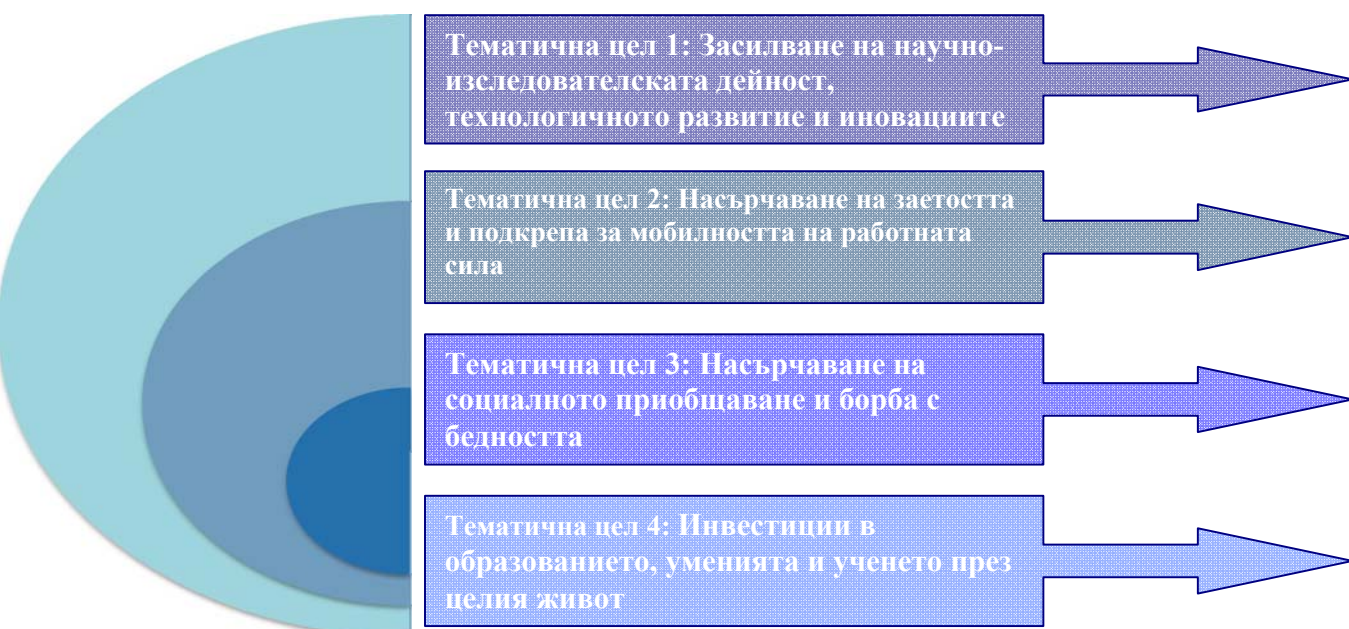 Тематична цел 1: Засилване на научно-
изследователската дейност,
технологичното развитие и иновациите
Тематична цел 2: Насърчаване на заетостта
и подкрепа за мобилността на работната
сила
Тематична цел 3: Насърчаване на
социалното приобщаване и борба с
бедността
Тематична цел 4: Инвестиции в
образованието, уменията и ученето през
целия живот